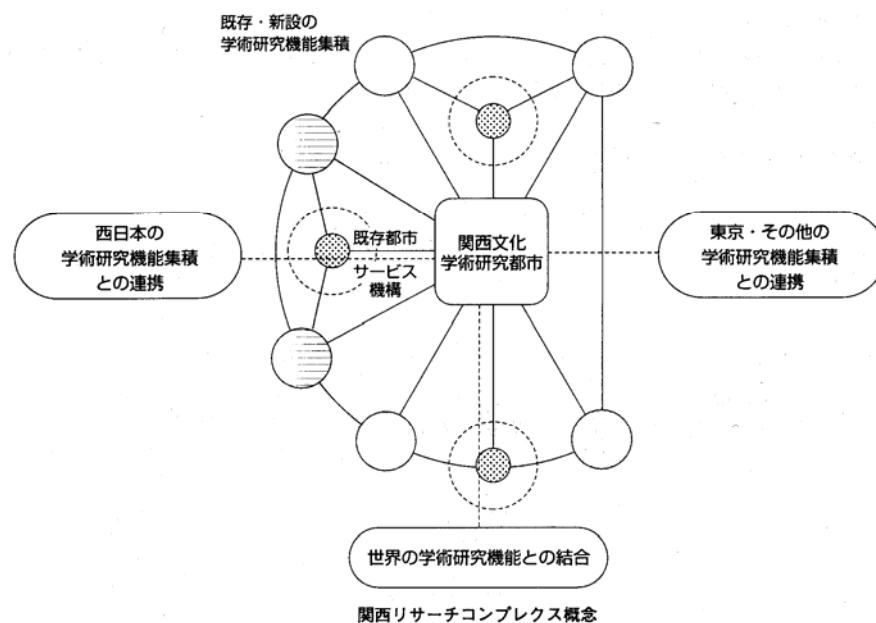 既存・新設の
学術研究機能集積
西日本の
学術研究機能集積
との連携
既存都市
サービス
機構
関西文化
学術研究都市
東京・その他の
学術研究機能集積
との連携
世界の学術研究機能との結合
関西リサーチコンプレクス概念